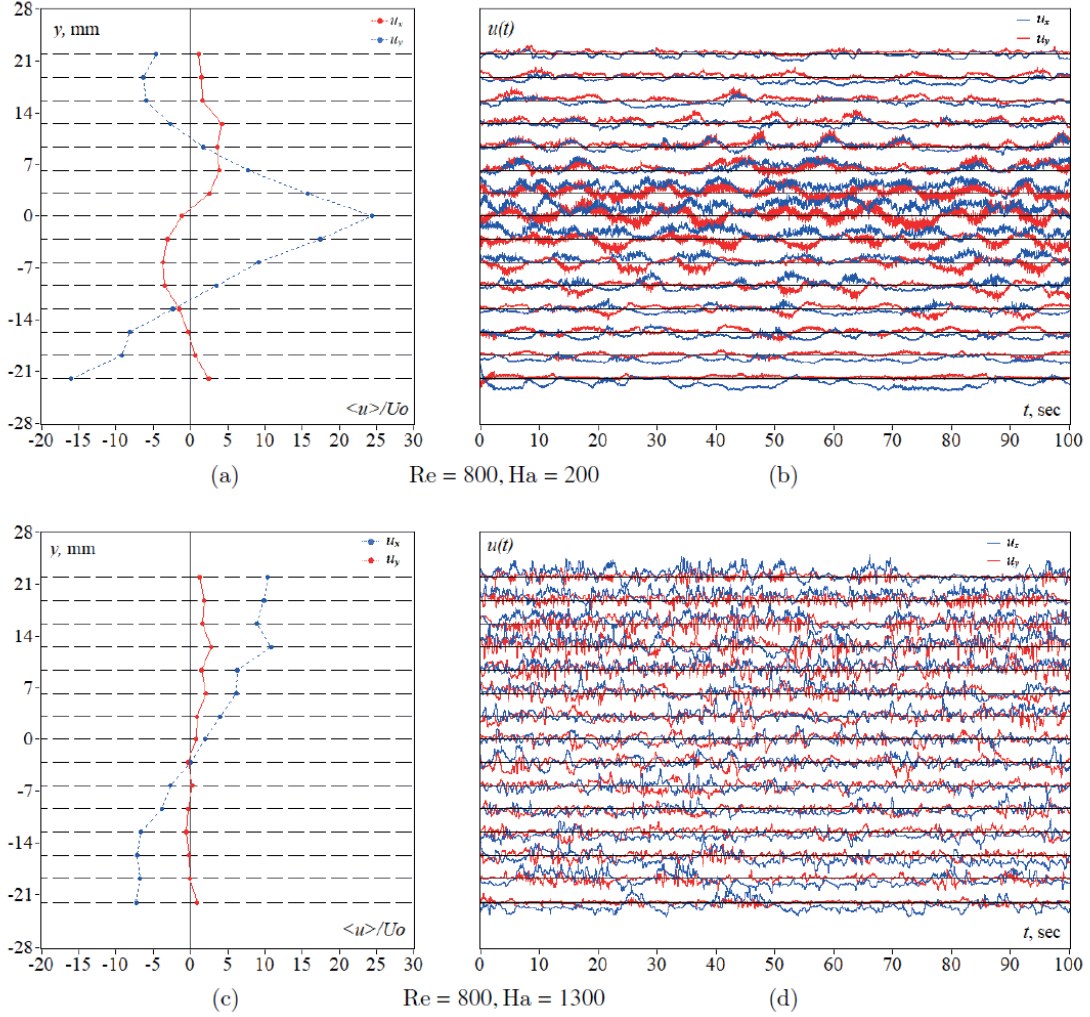 28
y, mm
21
14
7
0
-7
-14
-21
-28
u_x
u_y
<u>/Uo
-20 -15 -10 -5 0 5 10 15 20 25 30
(a)
u(t)
u_x
u_y
t, sec
0 10 20 30 40 50 60 70 80 90 100
(b)
Re = 800, Ha = 200
28
y, mm
21
14
7
0
-7
-14
-21
-28
u_x
u_y
<u>/Uo
-20 -15 -10 -5 0 5 10 15 20 25 30
(c)
u(t)
u_x
u_y
t, sec
0 10 20 30 40 50 60 70 80 90 100
(d)
Re = 800, Ha = 1300